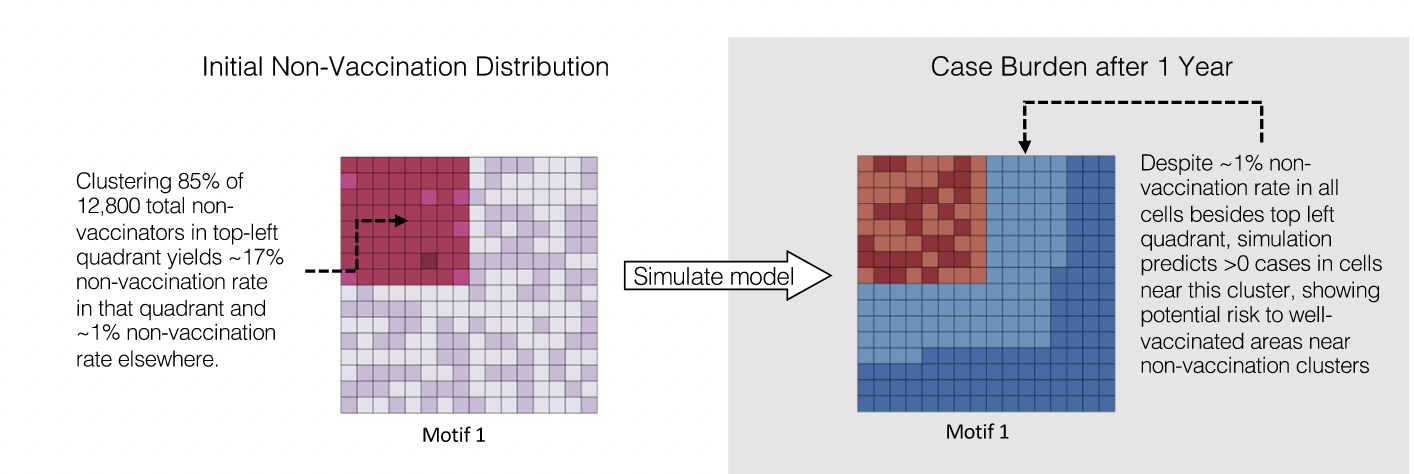 Initial Non-Vaccination Distribution
Clustering 85% of
12,800 total non-
vaccinators in top-left
quadrant yields ~17%
non-vaccination rate
in that quadrant and
~1% non-vaccination
rate elsewhere.
Motif 1
Simulate model
Case Burden after 1 Year
Motif 1
Despite ~1% non-
vaccination rate in all
cells besides top left
quadrant, simulation
predicts >0 cases in cells
near this cluster, showing
potential risk to well-
vaccinated areas near
non-vaccination clusters